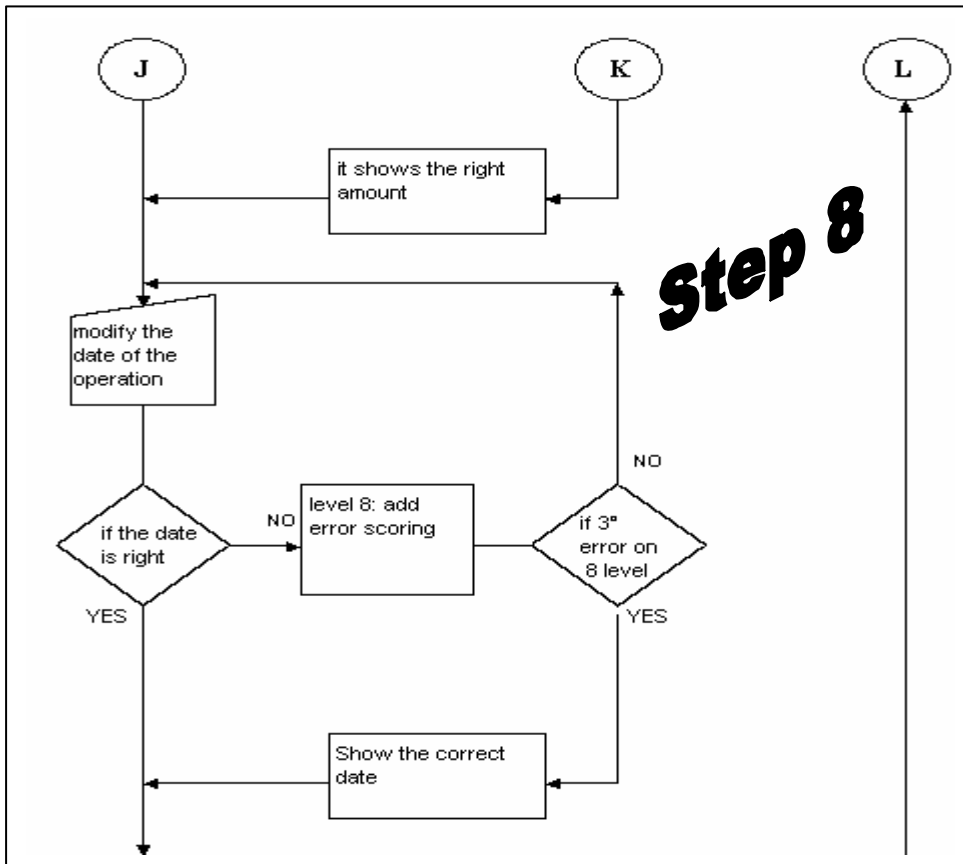 J
K
L
it shows the right
amount
Step 8
modify the
date of the
operation
NO
if the date
is right
NO
level 8: add
error scoring
if 3°
error on
8 level
YES
YES
Show the correct
date